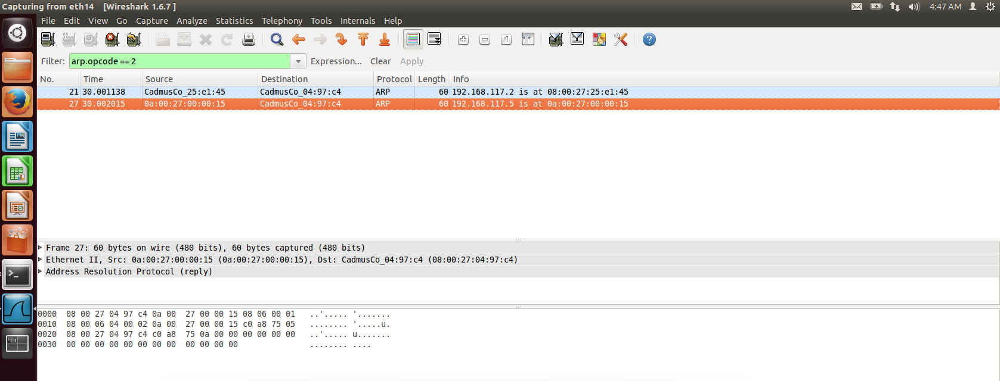 Capturing from eth14 [Wireshark 1.6.7 ] 4:47 AM
File Edit View Go Capture Analyze Statistics Telephony Tools Internals Help
Filter: arp.opcode == 2 Expression... Clear Apply
No. Time Source Destination Protocol Length Info
21 30.001138 CadmusCo_25:e1:45 CadmusCo_04:97:c4 ARP 60 192.168.117.2 is at 08:00:27:25:e1:45
27 30.002015 0a:00:27:00:00:15 CadmusCo_04:97:c4 ARP 60 192.168.117.5 is at 0a:00:27:00:00:15
Frame 27: 60 bytes on wire (480 bits), 60 bytes captured (480 bits)
Ethernet II, Src: 0a:00:27:00:00:15 (0a:00:27:00:00:15), Dst: CadmusCo_04:97:c4 (08:00:27:04:97:c4)
Address Resolution Protocol (reply)
0000 08 00 27 04 97 c4 0a 00 27 00 00 15 08 06 00 01 ..'..... '.......
0010 08 00 06 04 00 02 0a 00 27 00 00 15 c0 a8 75 05 ........ '.....u.
0020 08 00 27 04 97 c4 c0 a8 75 0a 00 00 00 00 00 00 ..'..... u.......
0030 00 00 00 00 00 00 00 00 00 00 00 00 ........ ....